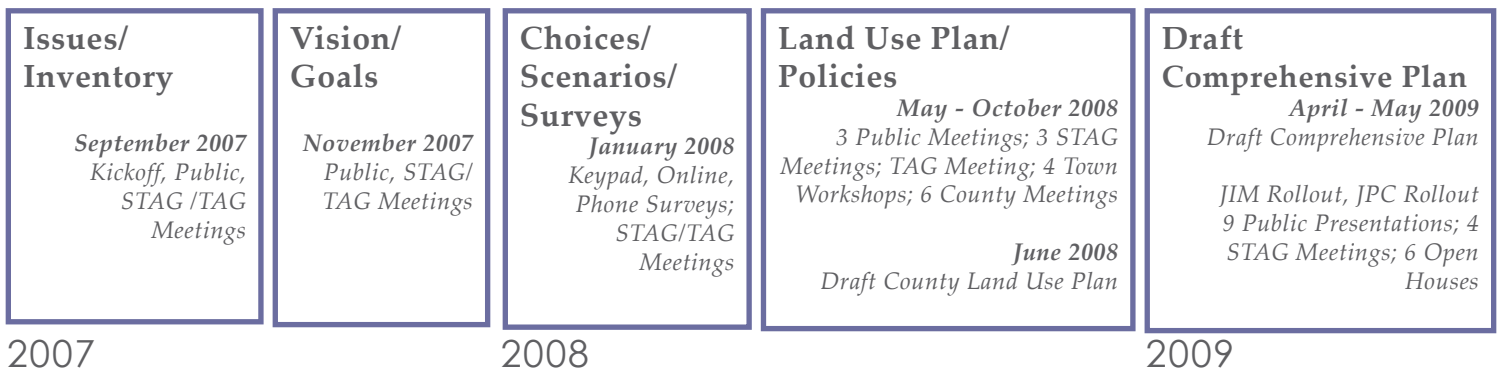 Issues/
Inventory
September 2007
Kickoff, Public,
STAG /TAG
Meetings
Vision/
Goals
November 2007
Public, STAG/
TAG Meetings
Choices/
Scenarios/
Surveys
January 2008
Keypad, Online,
Phone Surveys;
STAG/TAG
Meetings
Land Use Plan/
Policies
May - October 2008
3 Public Meetings; 3 STAG
Meetings; TAG Meeting; 4 Town
Workshops; 6 County Meetings
June 2008
Draft County Land Use Plan
Draft
Comprehensive Plan
April - May 2009
Draft Comprehensive Plan
JIM Rollout, JPC Rollout
9 Public Presentations; 4
STAG Meetings; 6 Open
Houses
2007
2008
2009